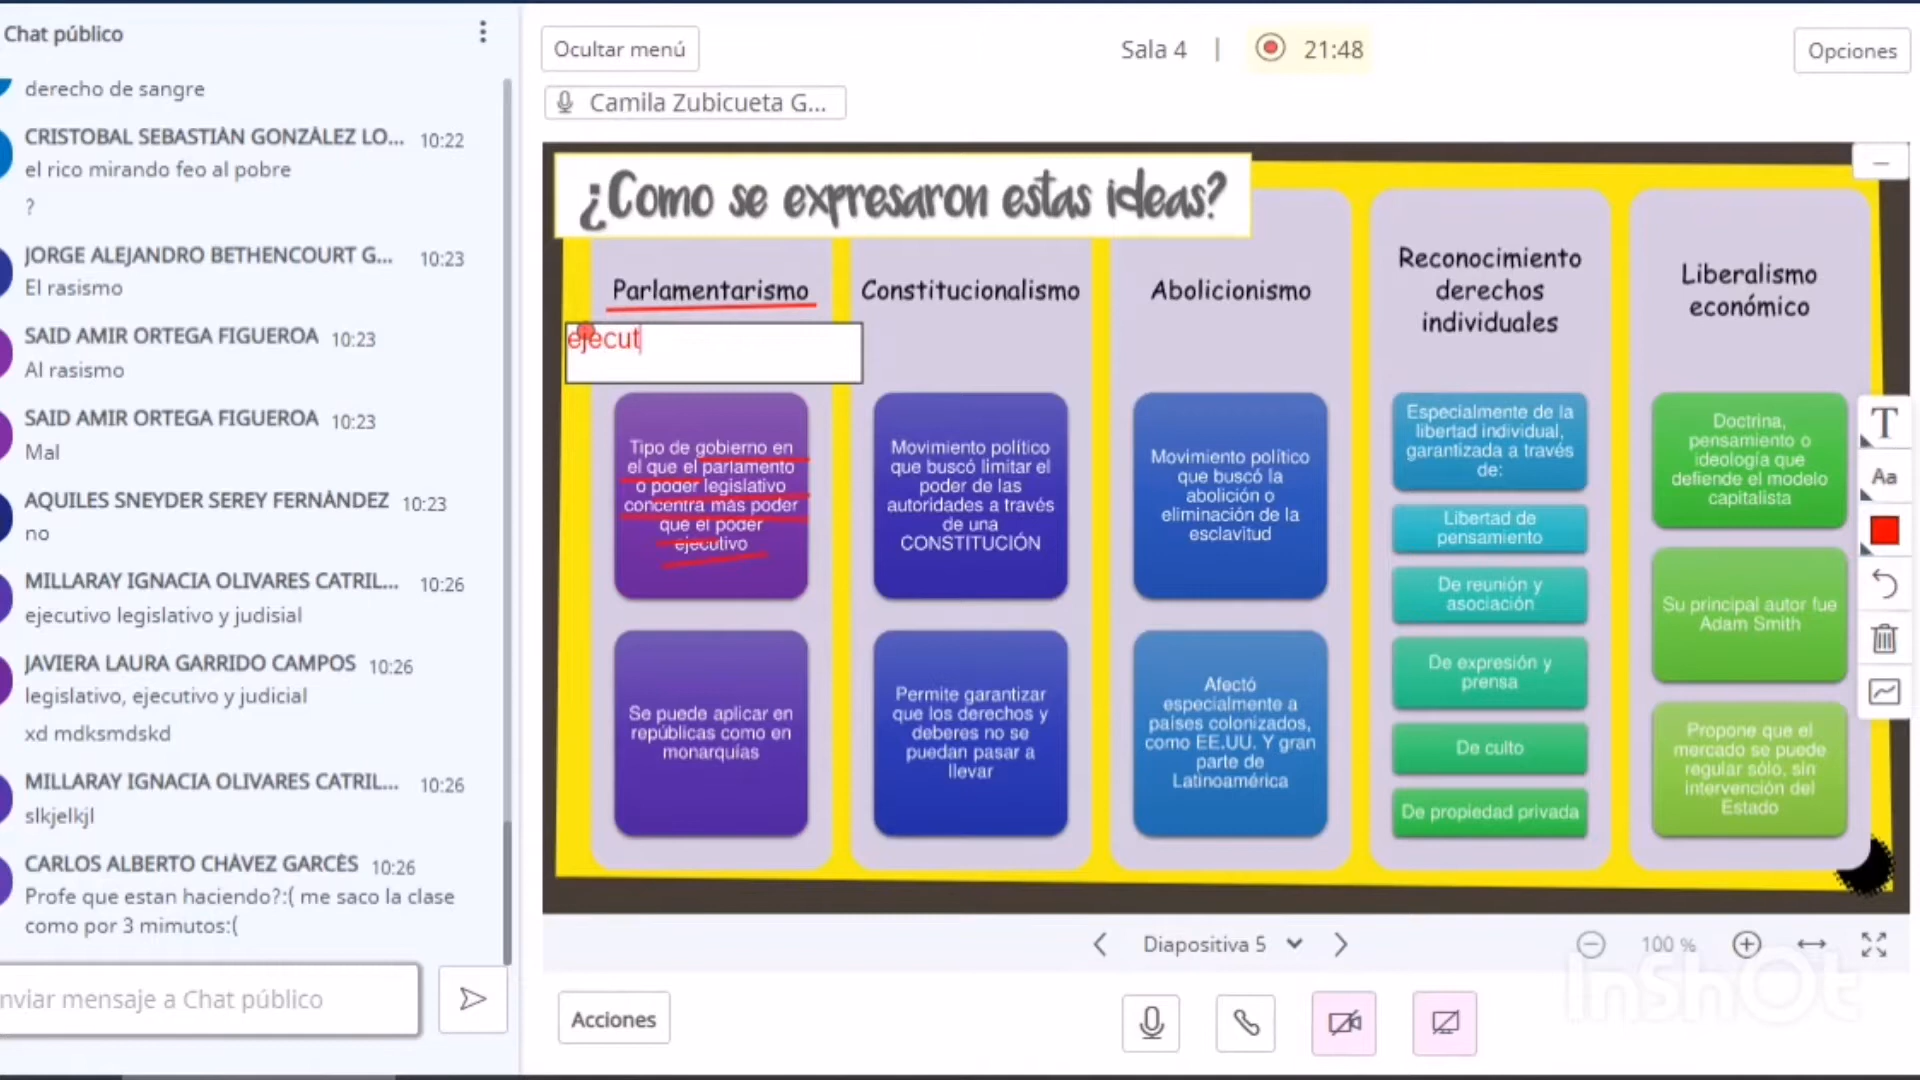 Chat público
derecho de sangre
CRISTOBAL SEBASTIÀN GONZÀLEZ LO... 10:22
el rico mirando feo al pobre
?
JORGE ALEJANDRO BETHENCOURT G... 10:23
El rasismo
SAID AMIR ORTEGA FIGUEROA 10:23
Al rasismo
SAID AMIR ORTEGA FIGUEROA 10:23
Mal
AQUILES SNEYDER SEREY FERNÀNDEZ 10:23
no
MILLARAY IGNACIA OLIVARES CATRIL... 10:26
ejecutivo legislativo y judisial
JAVIERA LAURA GARRIDO CAMPOS 10:26
legislativo, ejecutivo y judicial
xd mdksmdskd
MILLARAY IGNACIA OLIVARES CATRIL... 10:26
slkjelkjl
CARLOS ALBERTO CHÀVEZ GARCÉS 10:26
Profe que estan haciendo?:( me saco la clase
como por 3 mimutos:(
nviar mensaje a Chat público
Ocultar menú
Sala 4 | 21:48
Opciones
Camila Zubicueta G...
¿Como se expresaron estas ideas?
Parlamentarismo
ejecut
Tipo de gobierno en
el que el parlamento
o poder legislativo
concentra más poder
que el poder
ejecutivo
Se puede aplicar en
repúblicas como en
monarquías
Constitucionalismo
Movimiento político
que buscó limitar el
poder de las
autoridades a través
de una
CONSTITUCIÓN
Permite garantizar
que los derechos y
deberes no se
puedan pasar a
llevar
Abolicionismo
Movimiento político
que buscó la
abolición o
eliminación de la
esclavitud
Afectó
especialmente a
países colonizados,
como EE.UU. Y gran
parte de
Latinoamérica
Reconocimiento
derechos
individuales
Especialmente de la
libertad individual,
garantizada a través
de:
Libertad de
pensamiento
De reunión y
asociación
De expresión y
prensa
De culto
De propiedad privada
Liberalismo
económico
Doctrina,
pensamiento o
ideología que
defiende el modelo
capitalista
Su principal autor fue
Adam Smith
Propone que el
mercado se puede
regular sólo, sin
intervención del
Estado
T
Aa
Diapositiva 5
100 %
Acciones
InShOt